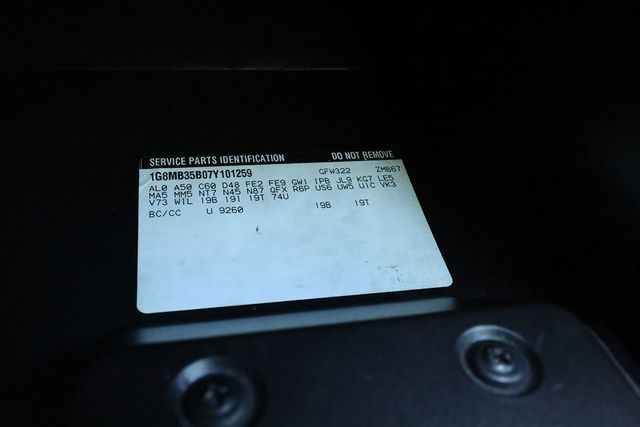 SERVICE PARTS IDENTIFICATION DO NOT REMOVE
1G8MB35B07Y101259 GFW322 ZMB67
AL0 A50 C60 D48 FE2 FE9 GW1 IPB JL9 KG7 LE5
MA5 MM5 NT7 N45 N87 QFX R6P US6 UW5 U1C VK3
V73 W1L 19B 19I 19T 74U
BC/CC U 9260 19B 19T